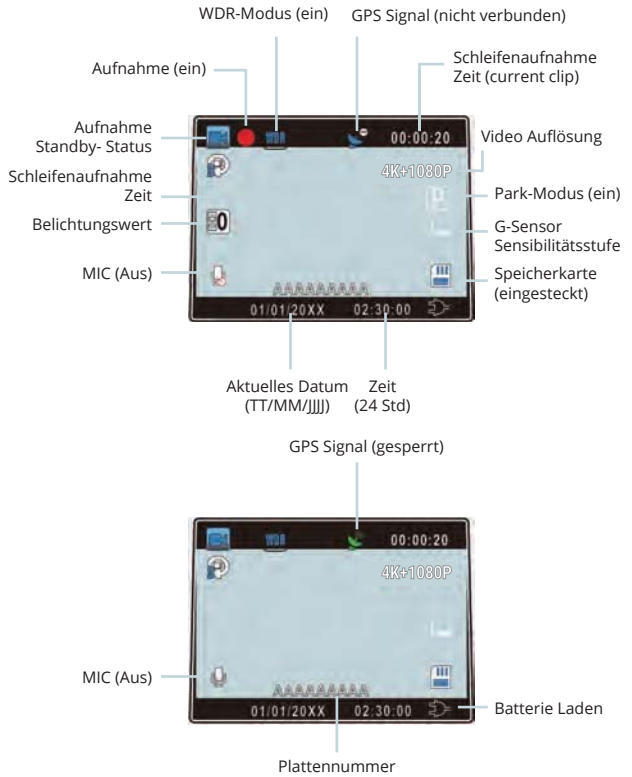 WDR-Modus (ein)
GPS Signal (nicht verbunden)
Aufnahme (ein)
Schleifenaufnahme
Zeit (current clip)
Aufnahme
Standby- Status
WDR
00:00:20
Video Auflösung
4K+1080P
Schleifenaufnahme
Zeit
Park-Modus (ein)
P
Belichtungswert
0
G-Sensor
Sensibilitätsstufe
L
MIC (Aus)
Speicherkarte
(eingesteckt)
AAAAAAAAA
01/01/20XX
02:30:00
Aktuelles Datum
(TT/MM/JJJJ)
Zeit
(24 Std)
GPS Signal (gesperrt)
WDR
00:00:20
4K+1080P
L
MIC (Aus)
AAAAAAAAA
01/01/20XX
02:30:00
Batterie Laden
Plattennummer